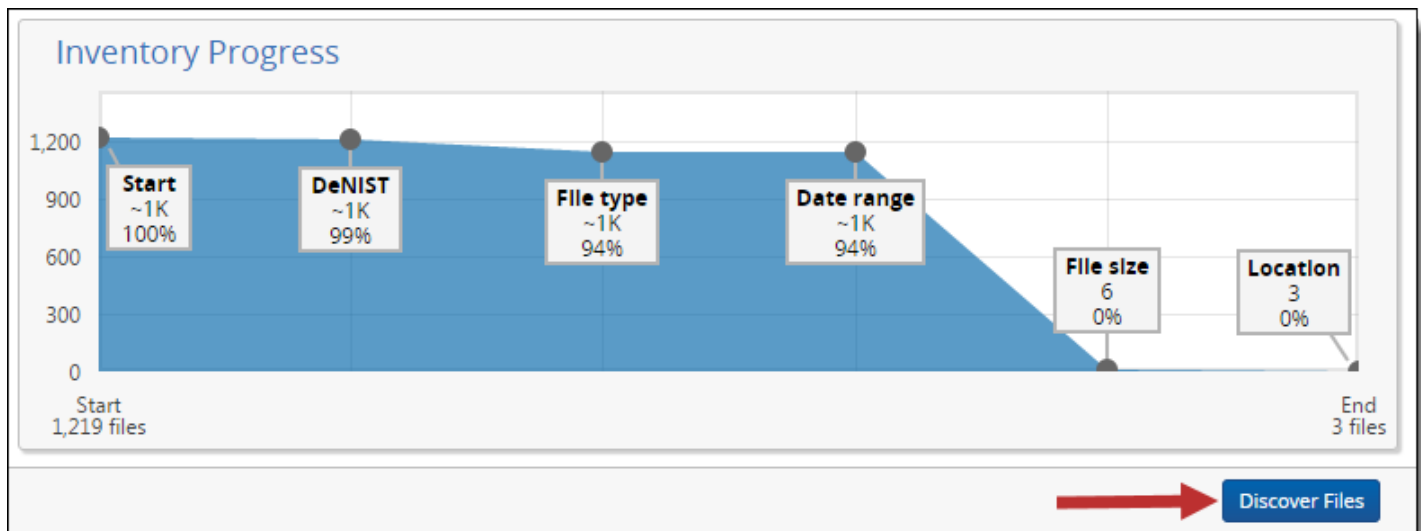 Inventory Progress
1,200
900
600
300
0
Start
~1K
100%
DeNIST
~1K
99%
File type
~1K
94%
Date range
~1K
94%
File size
6
0%
Location
3
0%
Start
1,219 files
End
3 files
Discover Files